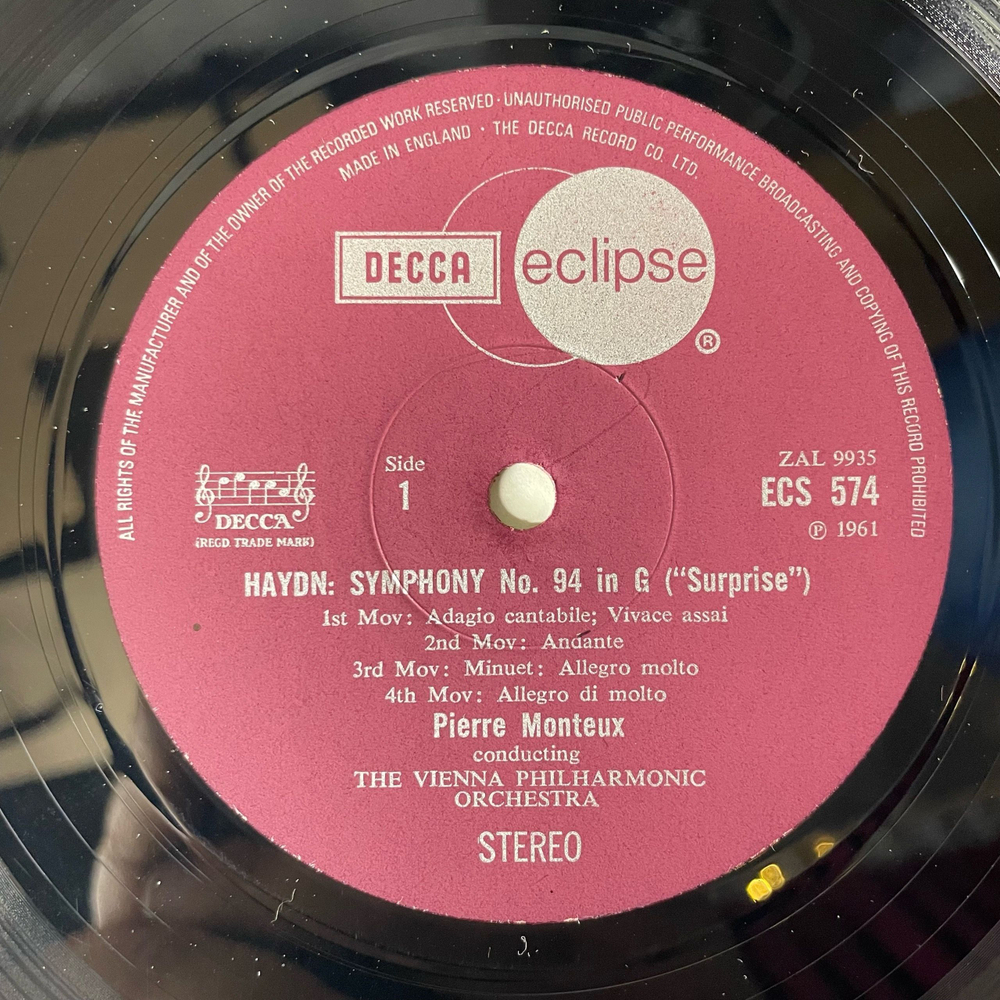 ALL RIGHTS OF THE MANUFACTURER AND OF THE OWNER OF THE RECORDED WORK RESERVED · UNAUTHORISED PUBLIC PERFORMANCE BROADCASTING AND COPYING OF THIS RECORD PROHIBITED
MADE IN ENGLAND · THE DECCA RECORD CO. LTD.
DECCA eclipse
®
Side
1
DECCA
(REGD. TRADE MARK)
ZAL 9935
ECS 574
℗ 1961
HAYDN: SYMPHONY No. 94 in G (“Surprise”)
1st Mov: Adagio cantabile; Vivace assai
2nd Mov: Andante
3rd Mov: Minuet: Allegro molto
4th Mov: Allegro di molto
Pierre Monteux
conducting
THE VIENNA PHILHARMONIC
ORCHESTRA
STEREO